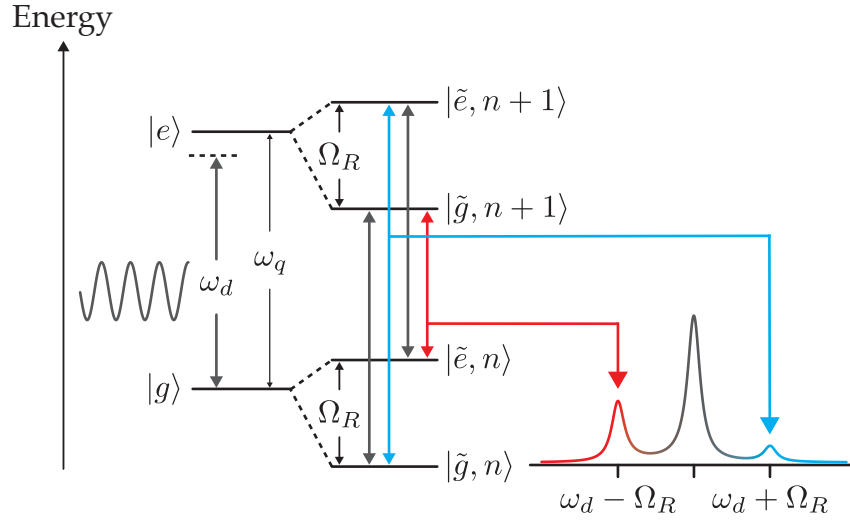 Energy
|e⟩
|g⟩
ω_d
ω_q
Ω_R
Ω_R
|ẽ, n + 1⟩
|g̃, n + 1⟩
|ẽ, n⟩
|g̃, n⟩
ω_d − Ω_R
ω_d + Ω_R